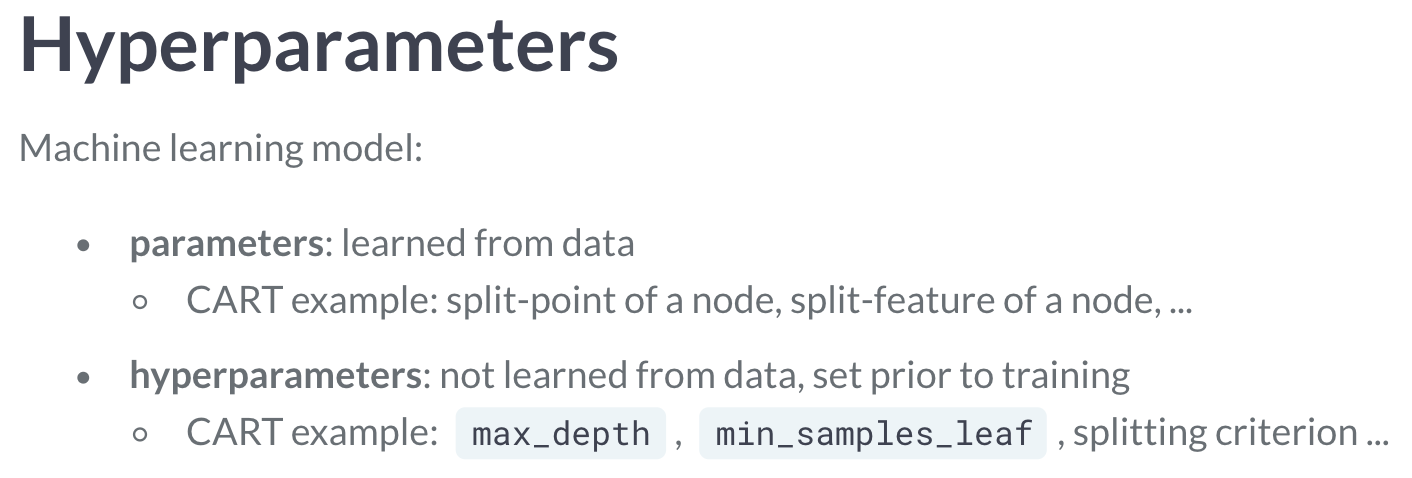 Hyperparameters
Machine learning model:
• parameters: learned from data
◦ CART example: split-point of a node, split-feature of a node, ...
• hyperparameters: not learned from data, set prior to training
◦ CART example: max_depth , min_samples_leaf , splitting criterion ...